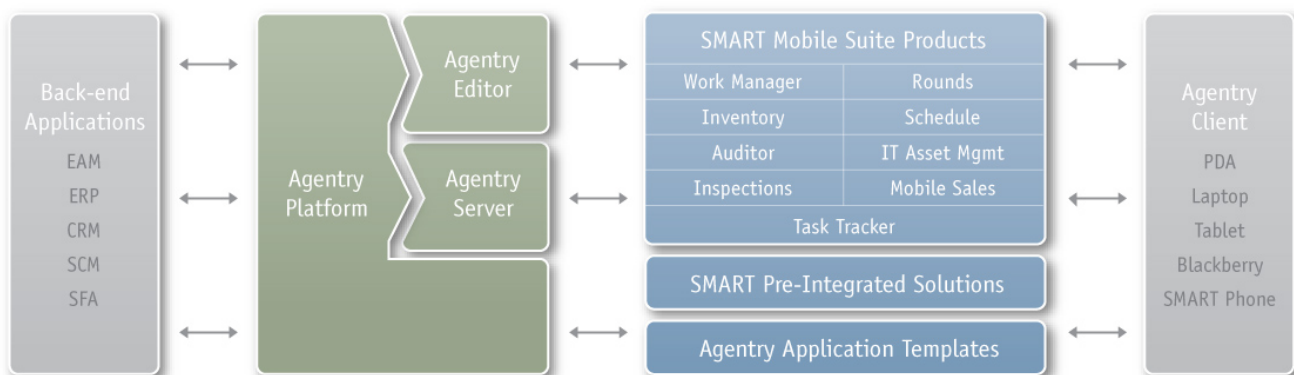 Back-end
Applications
EAM
ERP
CRM
SCM
SFA
Agentry
Platform
Agentry
Editor
Agentry
Server
SMART Mobile Suite Products
Work Manager
Rounds
Inventory
Schedule
Auditor
IT Asset Mgmt
Inspections
Mobile Sales
Task Tracker
SMART Pre-Integrated Solutions
Agentry Application Templates
Agentry
Client
PDA
Laptop
Tablet
Blackberry
SMART Phone